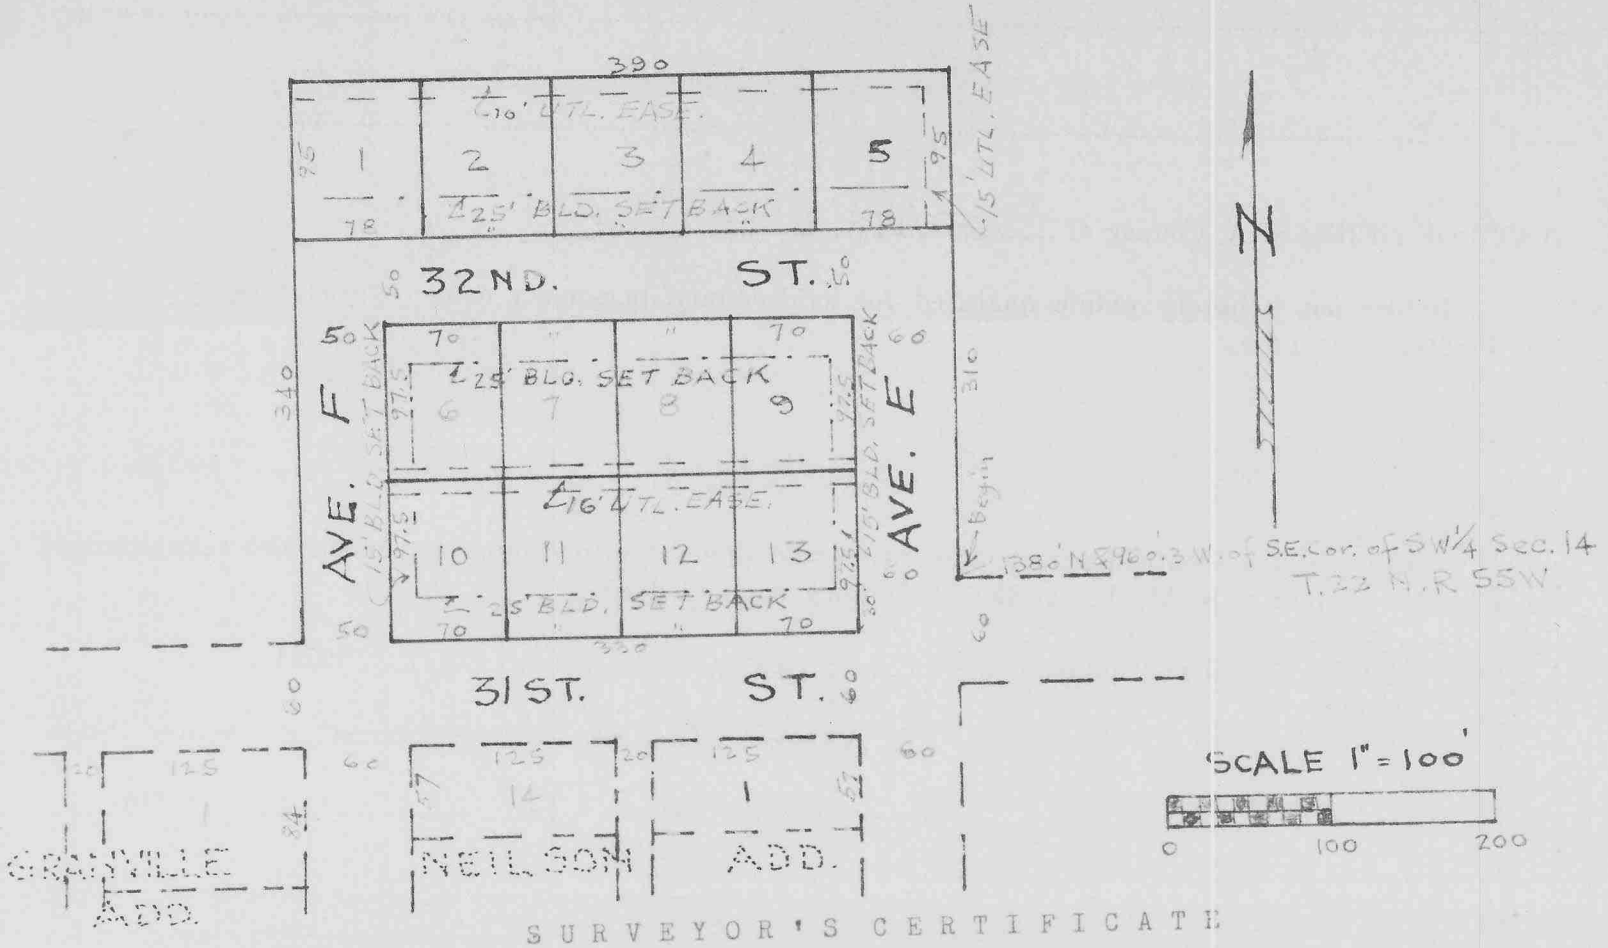 390
15' UTL. EASE
10' UTL. EASE.
95 1 2 3 4 5 95
25' BLD. SET BACK
78 " " " 78
50 32ND. ST. 50
50 70 " " 70 60
15' BLD. SET BACK 97.5 25' BLD. SET BACK 97.5 15' BLD. SET BACK
340 AVE. F 6 7 8 9 AVE. E 310
16' UTL. EASE.
Begin
97.5 10 11 12 13 97.5 60
1380' N & 960.3 W. of S.E. Cor. of SW 1/4 Sec. 14
T. 22 N. R 55W
25 BLD. SET BACK
50 70 " " 70 60
330
60 31 ST. ST. 60
20 125 60 125 20 125 60
1 84 57 14 1 57
GRANVILLE
ADD.
NEILSON ADD.
N
SCALE 1" = 100'
0 100 200
SURVEYOR'S CERTIFICATE